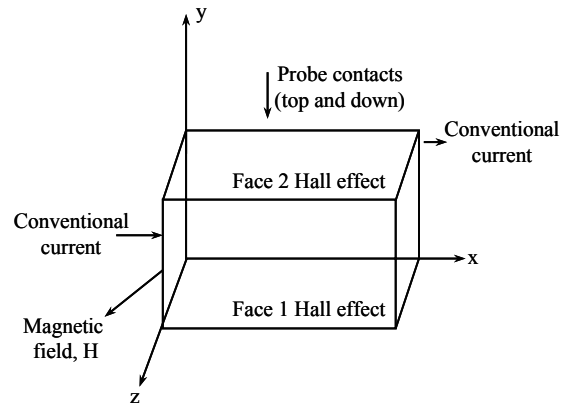 y
Probe contacts
(top and down)
Conventional
current
Face 2 Hall effect
Conventional
current
x
Face 1 Hall effect
Magnetic
field, H
z